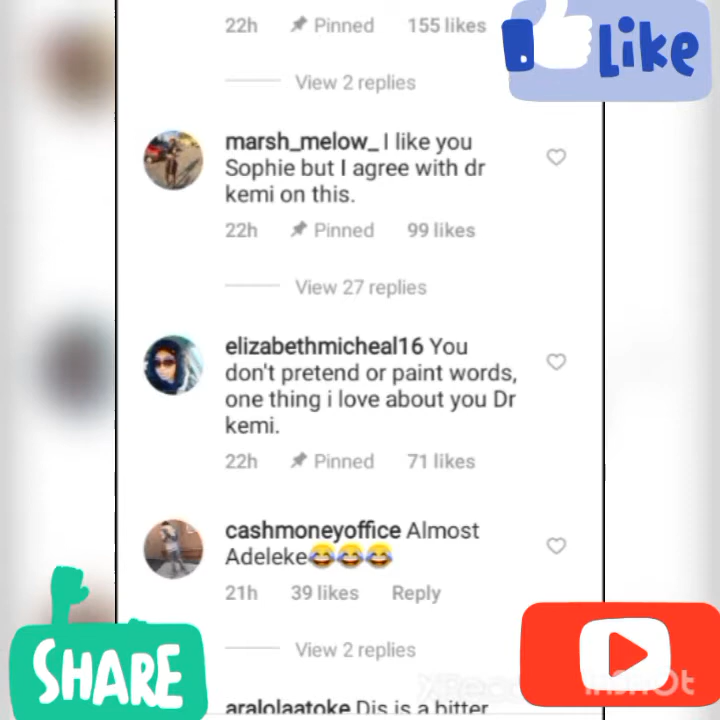 22h Pinned 155 likes
Like
View 2 replies
marsh_melow_ I like you
Sophie but I agree with dr
kemi on this.
22h Pinned 99 likes
View 27 replies
elizabethmicheal16 You
don't pretend or paint words,
one thing i love about you Dr
kemi.
22h Pinned 71 likes
cashmoneyoffice Almost
Adeleke😂😂😂
21h 39 likes Reply
View 2 replies
SHARE
InShOt
aralolaatoke Dis is a bitter